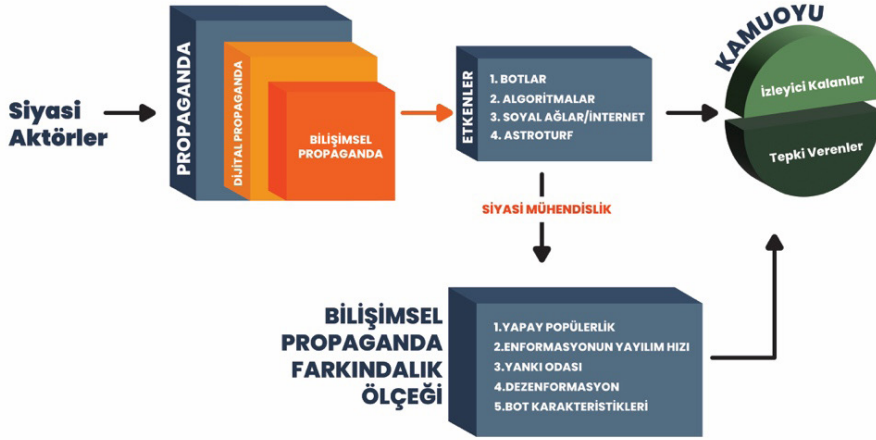 Siyasi
Aktörler
PROPAGANDA
DİJİTAL PROPAGANDA
BİLİŞİMSEL
PROPAGANDA
ETKENLER
1. BOTLAR
2. ALGORİTMALAR
3. SOYAL AĞLAR/İNTERNET
4. ASTROTURF
KAMUOYU
İzleyici Kalanlar
Tepki Verenler
SİYASİ MÜHENDİSLİK
BİLİŞİMSEL
PROPAGANDA
FARKINDALIK
ÖLÇEĞİ
1.YAPAY POPÜLERLİK
2.ENFORMASYONUN YAYILIM HIZI
3.YANKI ODASI
4.DEZENFORMASYON
5.BOT KARAKTERİSTİKLERİ